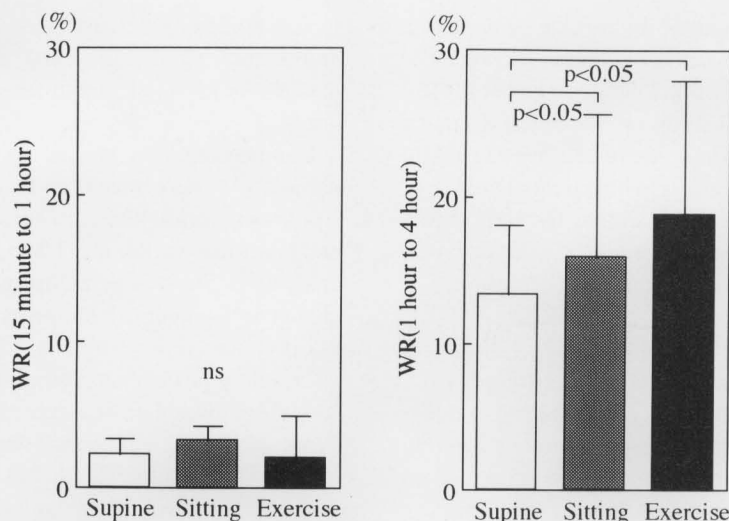 (%)
30
20
10
0
WR(15 minute to 1 hour)
ns
Supine Sitting Exercise
(%)
30
20
10
0
WR(1 hour to 4 hour)
p<0.05
p<0.05
Supine Sitting Exercise